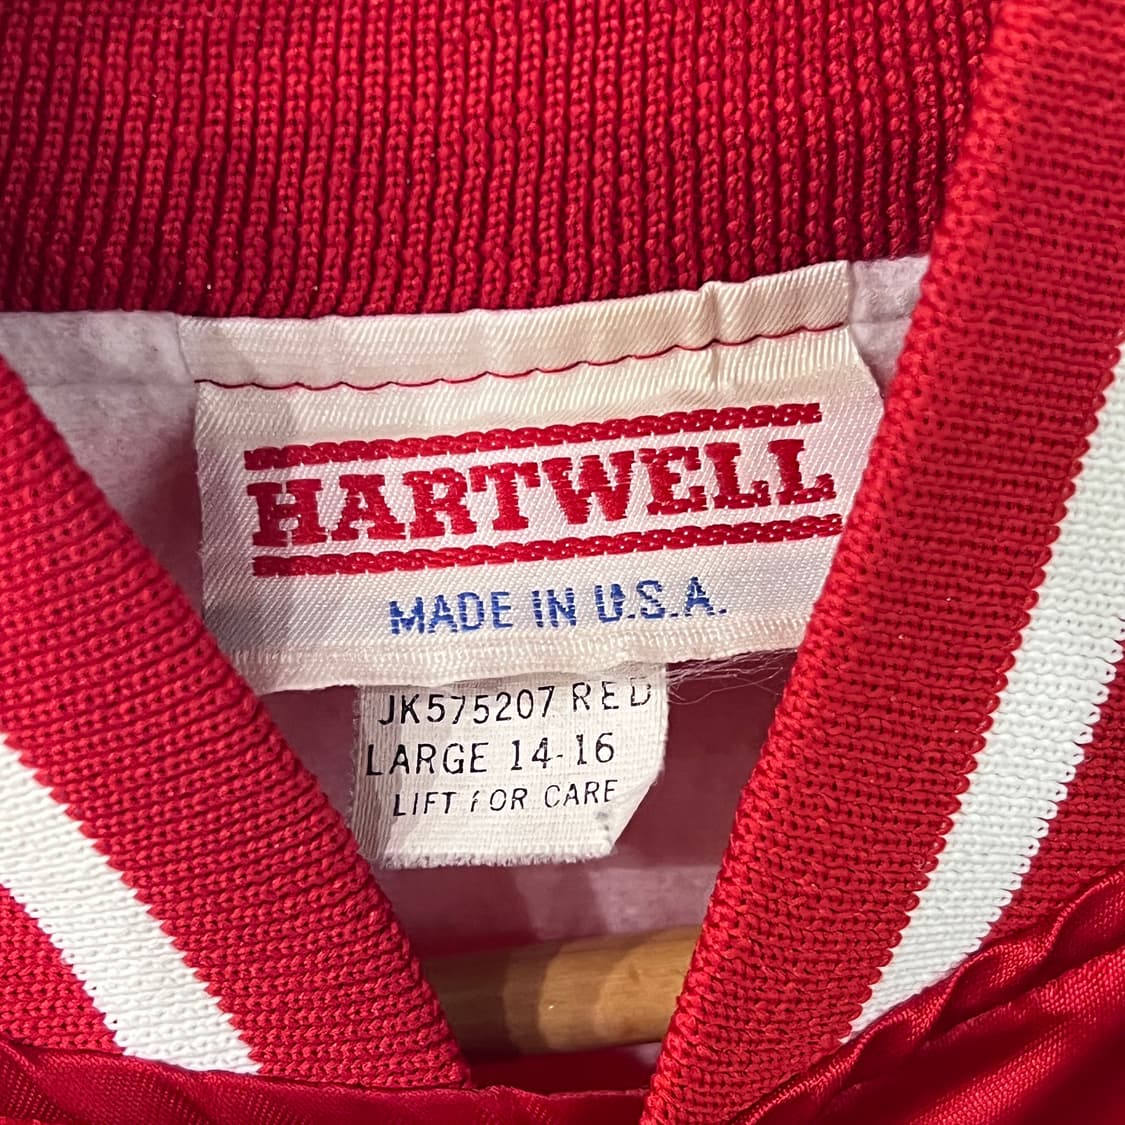 HARTWELL
MADE IN U.S.A.
JK575207 RED
LARGE 14-16
LIFT FOR CARE